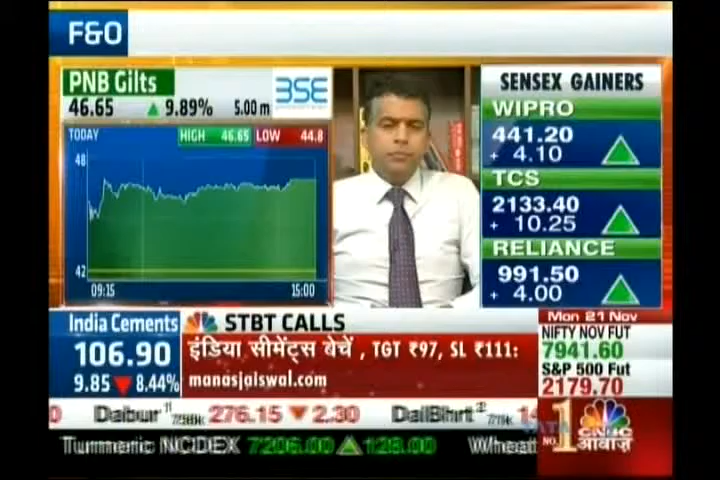 F&O
PNB Gilts
46.65 ▲ 9.89% 5.00 m
BSE
TODAY HIGH 46.65 LOW 44.8
48
42
09:15 15:00
SENSEX GAINERS
WIPRO
441.20
+ 4.10
TCS
2133.40
+ 10.25
RELIANCE
991.50
+ 4.00
India Cements
106.90
9.85 ▼ 8.44%
STBT CALLS
इंडिया सीमेंट्स बेचें , TGT ₹97, SL ₹111:
manasjaiswal.com
Mon 21 Nov
NIFTY NOV FUT
7941.60
S&P 500 Fut
2179.70
Dabur 276.15 ▼ 2.30 DalBhrt
Turmeric NCDEX 7206.00 ▲ 128.00 Wheat
NO. 1 CNBC आवाज़